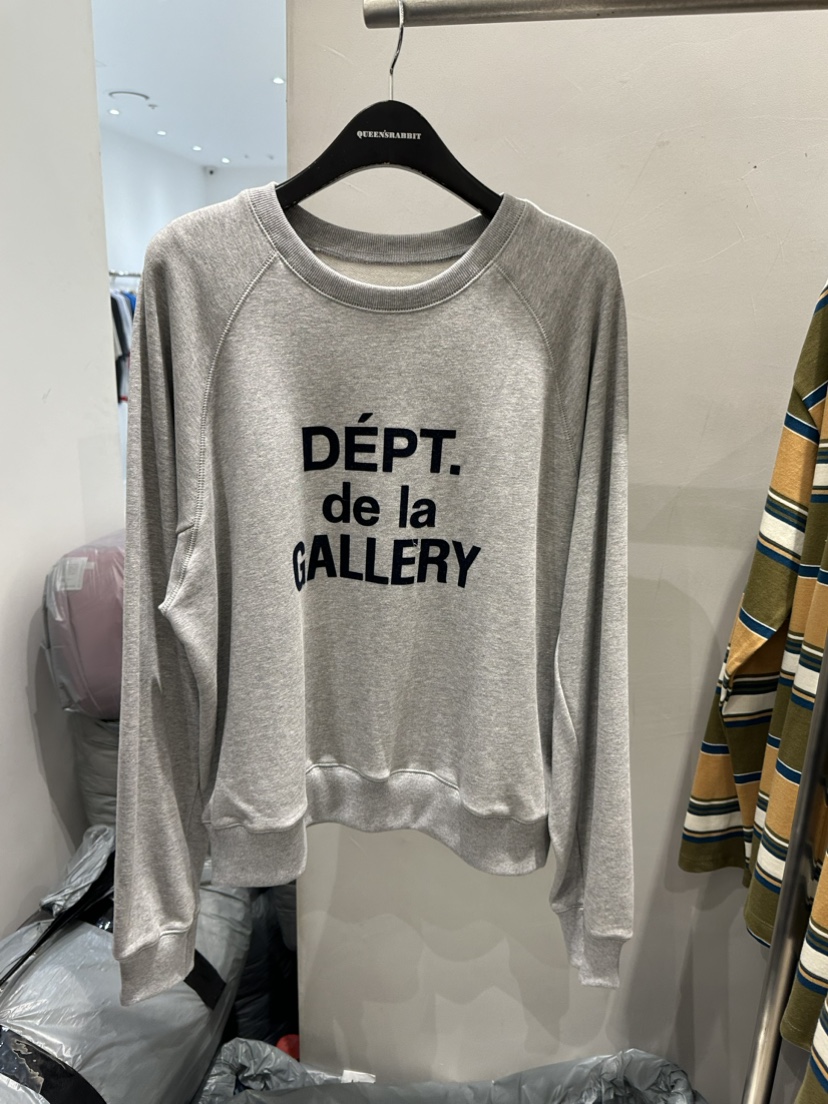 QUEENSRABBIT
DÉPT.
de la
GALLERY